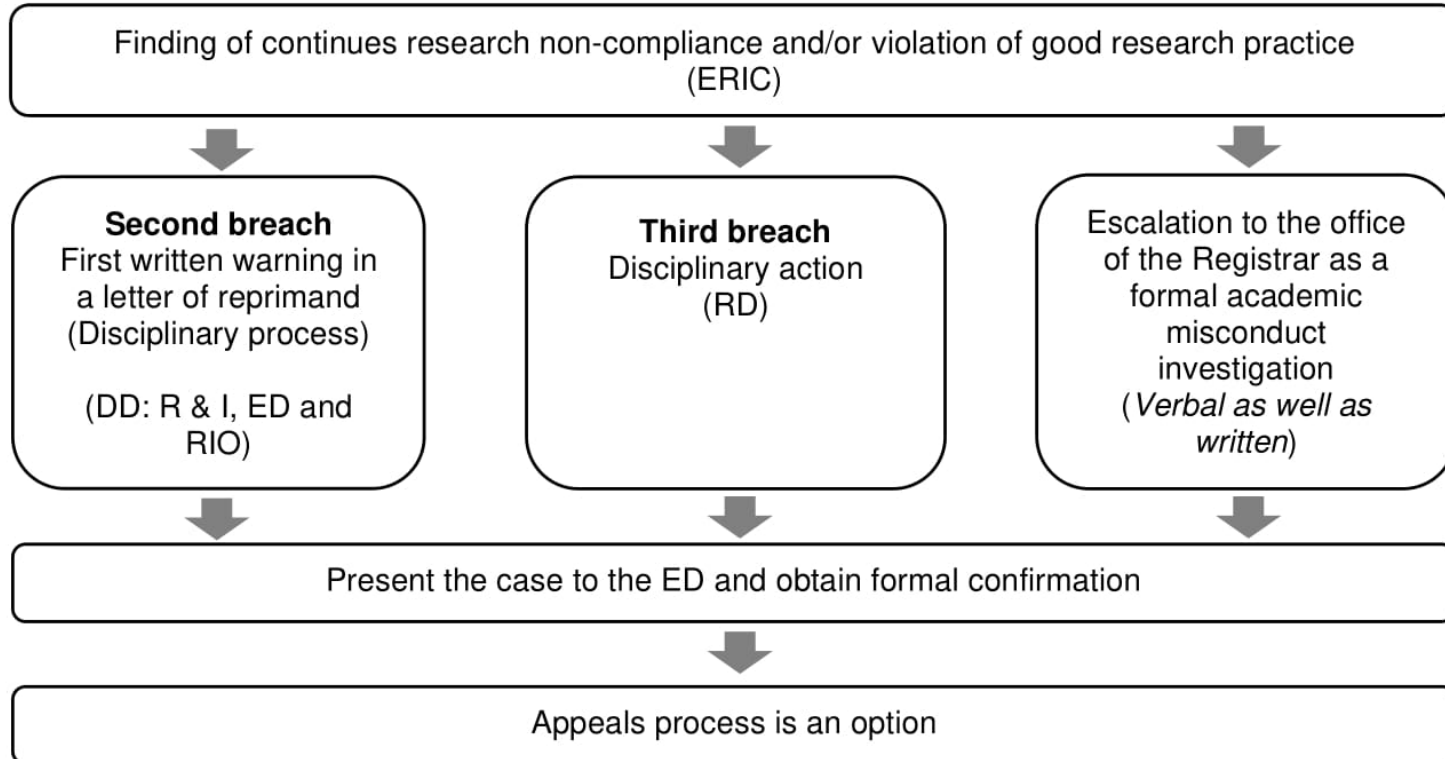 Finding of continues research non-compliance and/or violation of good research practice
(ERIC)
Second breach
First written warning in
a letter of reprimand
(Disciplinary process)
(DD: R & I, ED and
RIO)
Third breach
Disciplinary action
(RD)
Escalation to the office
of the Registrar as a
formal academic
misconduct
investigation
(Verbal as well as
written)
Present the case to the ED and obtain formal confirmation
Appeals process is an option